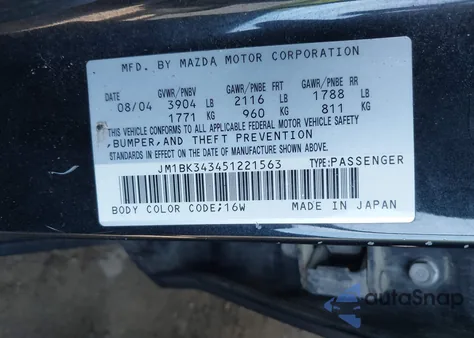 MFD. BY MAZDA MOTOR CORPORATION
DATE GVWR/PNBV GAWR/PNBE FRT GAWR/PNBE RR
08/04 3904 LB 2116 LB 1788 LB
1771 KG 960 KG 811 KG
THIS VEHICLE CONFORMS TO ALL APPLICABLE FEDERAL MOTOR VEHICLE SAFETY
,BUMPER,AND THEFT PREVENTION
STANDARDS IN EFFECT ON THE DATE OF MANUFACTURE SHOWN ABOVE.
JM1BK343451221563 TYPE:PASSENGER
BODY COLOR CODE;16W MADE IN JAPAN
autoSnap